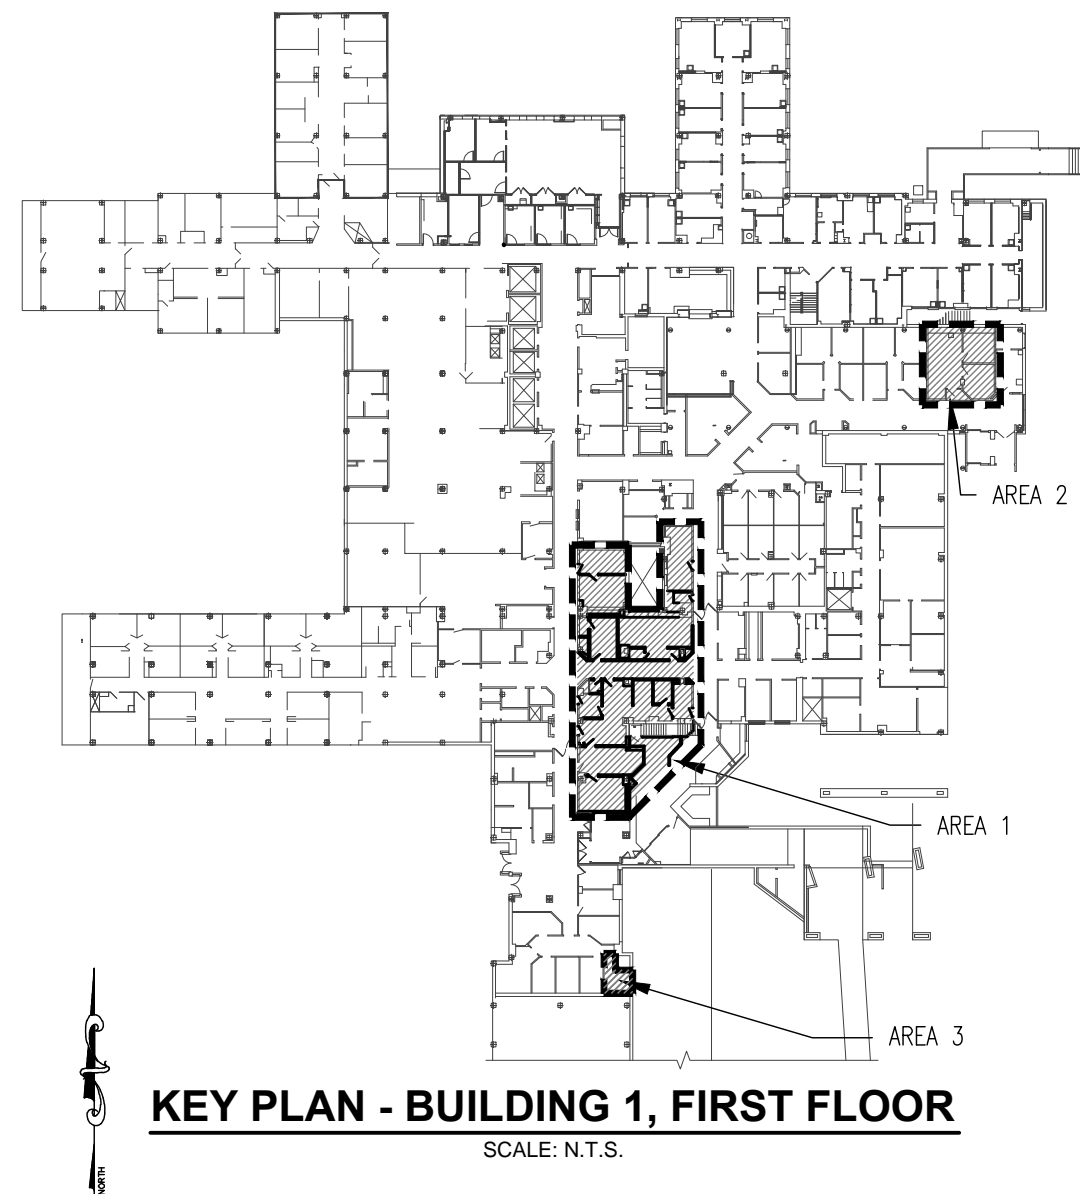 AREA 2
AREA 1
AREA 3
KEY PLAN - BUILDING 1, FIRST FLOOR
SCALE: N.T.S.
NORTH